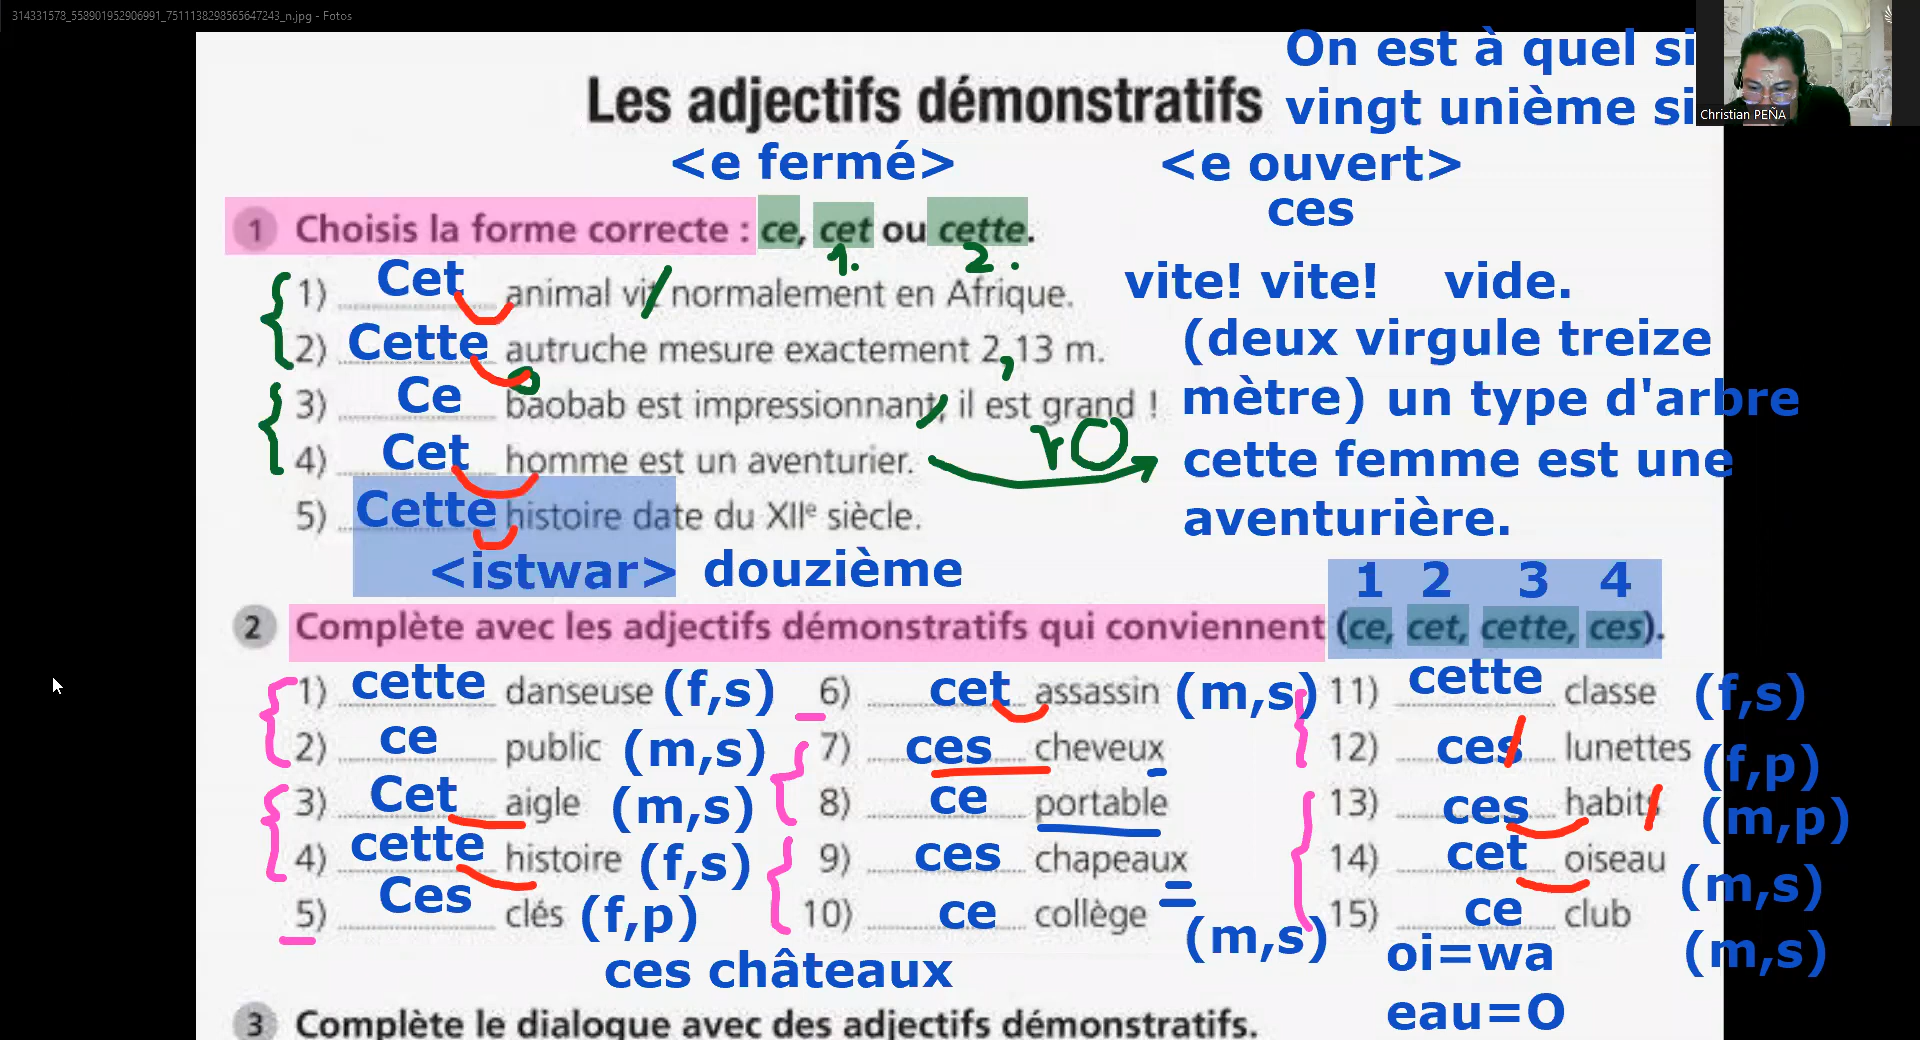 314331578_558901952906991_7511138298565647243_n.jpg - Fotos
On est à quel si
Les adjectifs démonstratifs vingt unième si
Christian PEÑA
<e fermé> <e ouvert>
ces
1 Choisis la forme correcte : ce, cet ou cette.
1. 2.
1) Cet animal vit normalement en Afrique. vite! vite! vide.
2) Cette autruche mesure exactement 2,13 m. (deux virgule treize
3) Ce baobab est impressionnant, il est grand ! mètre) un type d'arbre
rO
4) Cet homme est un aventurier. cette femme est une
5) Cette histoire date du XIIe siècle. aventurière.
<istwar> douzième
1 2 3 4
2 Complète avec les adjectifs démonstratifs qui conviennent (ce, cet, cette, ces).
1) cette danseuse (f,s) 6) cet assassin (m,s) 11) cette classe (f,s)
2) ce public (m,s) 7) ces cheveux 12) ces lunettes (f,p)
3) Cet aigle (m,s) 8) ce portable 13) ces habits (m,p)
4) cette histoire (f,s) 9) ces chapeaux 14) cet oiseau (m,s)
5) Ces clés (f,p) 10) ce collège (m,s) 15) ce club (m,s)
ces châteaux oi=wa
eau=O
3 Complète le dialogue avec des adjectifs démonstratifs.